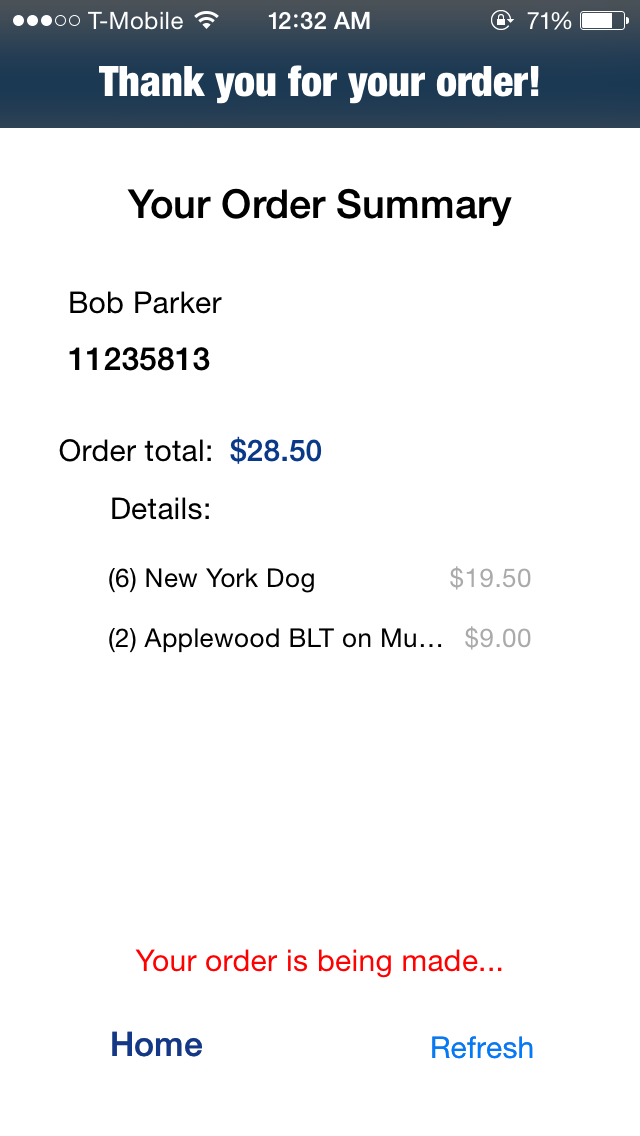 T-Mobile 12:32 AM 71%
Thank you for your order!
Your Order Summary
Bob Parker
11235813
Order total: $28.50
Details:
(6) New York Dog $19.50
(2) Applewood BLT on Mu... $9.00
Your order is being made...
Home Refresh